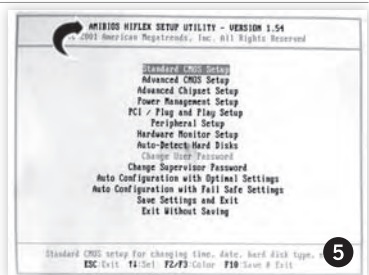 AMIBIOS HIFLEX SETUP UTILITY - VERSION 1.54
2001 American Megatrends, Inc. All Rights Reserved
Standard CMOS Setup
Advanced CMOS Setup
Advanced Chipset Setup
Power Management Setup
PCI / Plug and Play Setup
Peripheral Setup
Hardware Monitor Setup
Auto-Detect Hard Disks
Change User Password
Change Supervisor Password
Auto Configuration with Optimal Settings
Auto Configuration with Fail Safe Settings
Save Settings and Exit
Exit Without Saving
Standard CMOS setup for changing time, date, hard disk type,
ESC:Exit ↑↓:Sel F2/F3:Color F10:Save & Exit
5